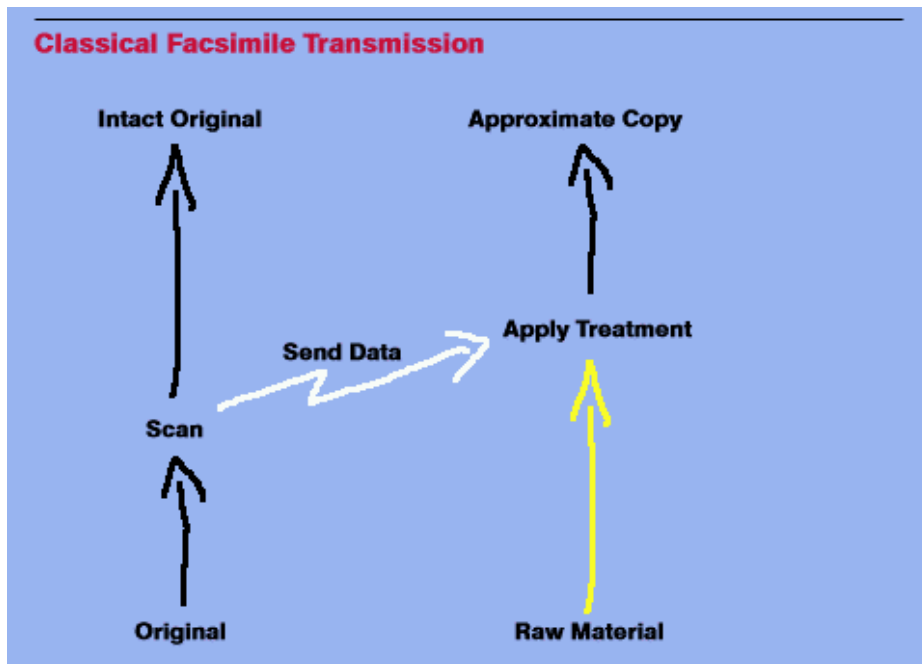 Classical Facsimile Transmission
Intact Original
Approximate Copy
Apply Treatment
Send Data
Scan
Original
Raw Material